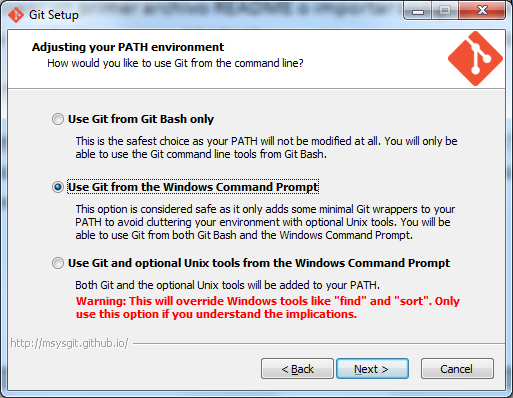 primar archivo README o importar
Git Setup
Adjusting your PATH environment
How would you like to use Git from the command line?
Use Git from Git Bash only
This is the safest choice as your PATH will not be modified at all. You will only be
able to use the Git command line tools from Git Bash.
Use Git from the Windows Command Prompt
This option is considered safe as it only adds some minimal Git wrappers to your
PATH to avoid cluttering your environment with optional Unix tools. You will be
able to use Git from both Git Bash and the Windows Command Prompt.
Use Git and optional Unix tools from the Windows Command Prompt
Both Git and the optional Unix tools will be added to your PATH.
Warning: This will override Windows tools like "find" and "sort". Only
use this option if you understand the implications.
http://msysgit.github.io/
< Back
Next >
Cancel